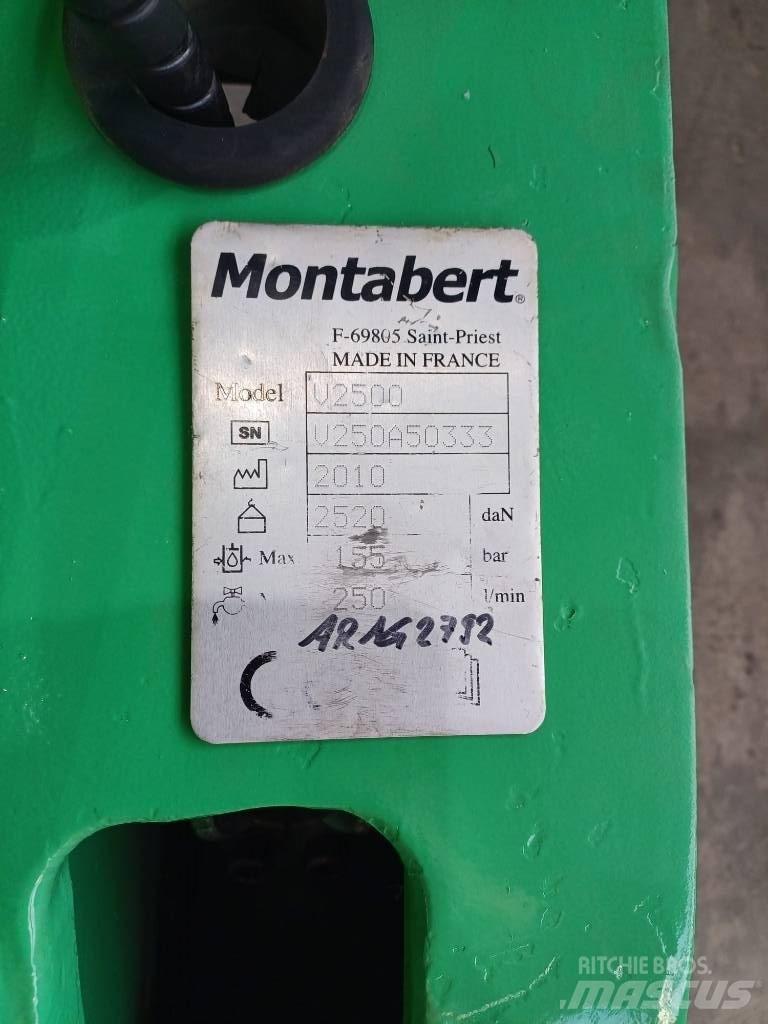 Montabert®
F-69805 Saint-Priest
MADE IN FRANCE
Model V2500
SN V250A50333
2010
2520 daN
Max 155 bar
250 l/min
ARAG2792
RITCHIE BROS.
MASCUS